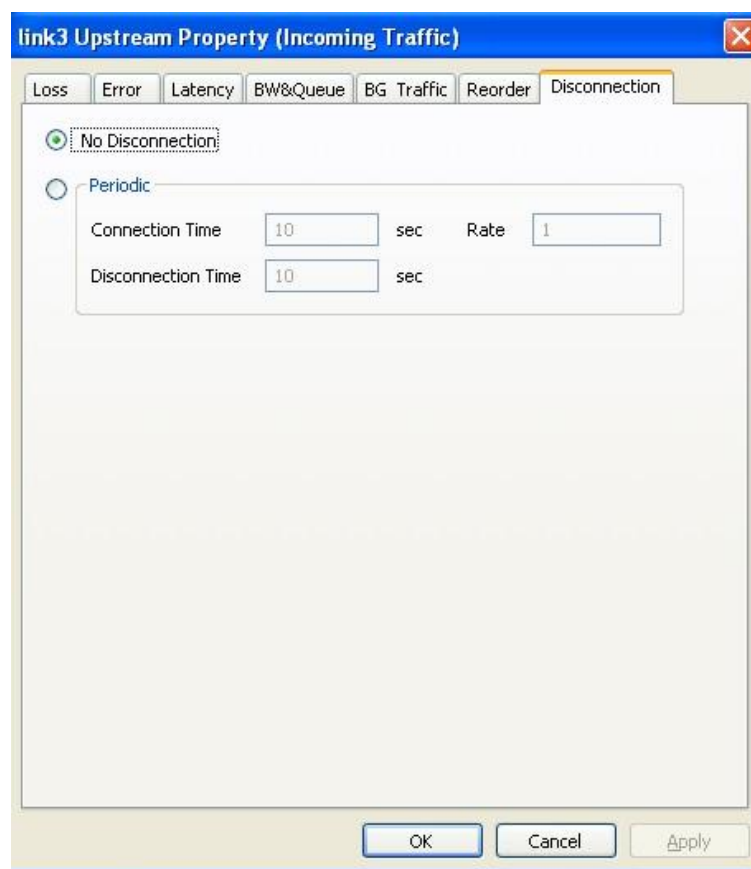 link3 Upstream Property (Incoming Traffic)
Loss Error Latency BW&Queue BG Traffic Reorder Disconnection
No Disconnection
Periodic
Connection Time 10 sec Rate 1
Disconnection Time 10 sec
OK Cancel Apply